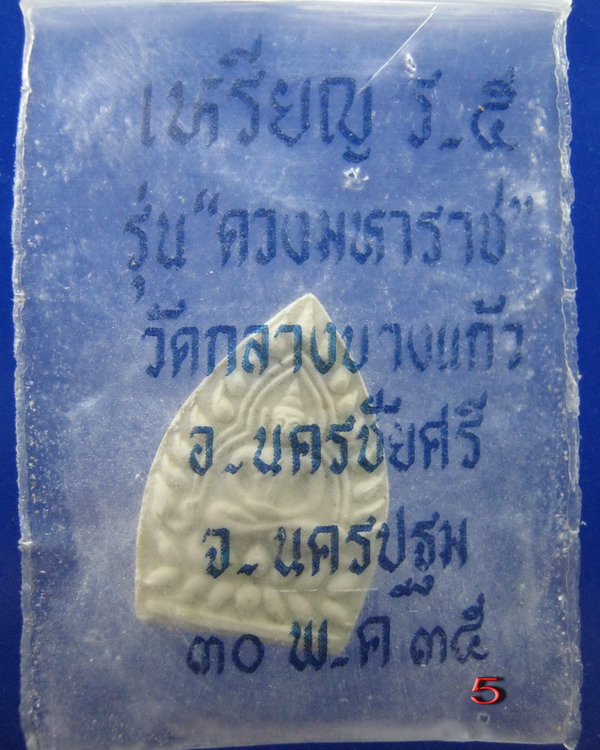 เหรียญ ร.๕
รุ่น "ดวงมหาราช"
วัดกลางบางแก้ว
อ.นครชัยศรี
จ.นครปฐม
๓๐ พ.ค ๓๕
5